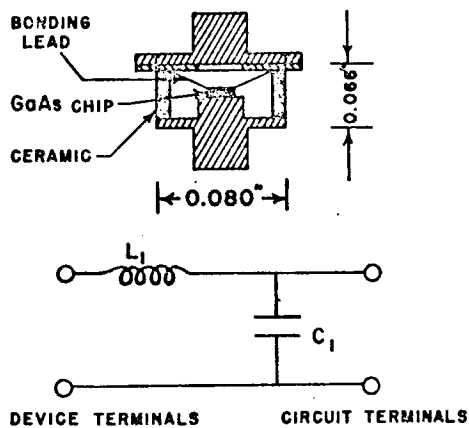 BONDING
LEAD
GaAs CHIP
CERAMIC
0.066"
0.080"
L1
C1
DEVICE TERMINALS
CIRCUIT TERMINALS